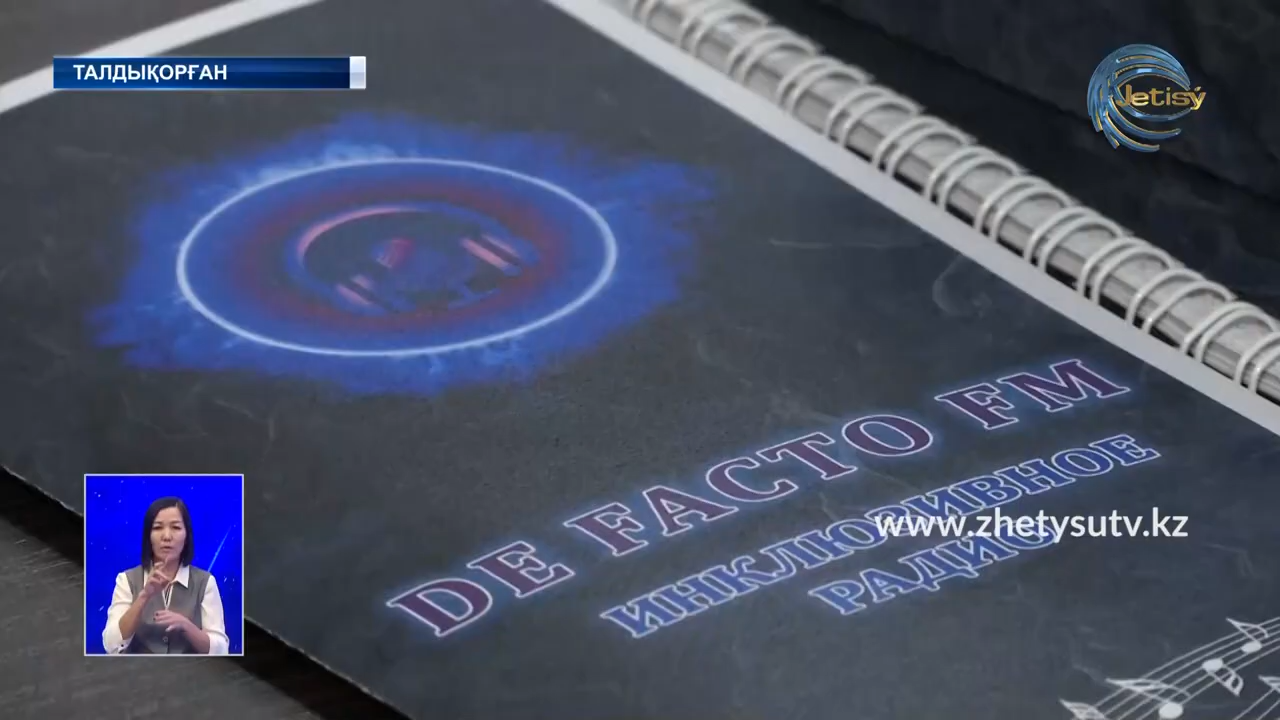 ТАЛДЫҚОРҒАН
Jetisý
DE FACTO FM
ИНКЛЮЗИВНОЕ
РАДИО
www.zhetysutv.kz